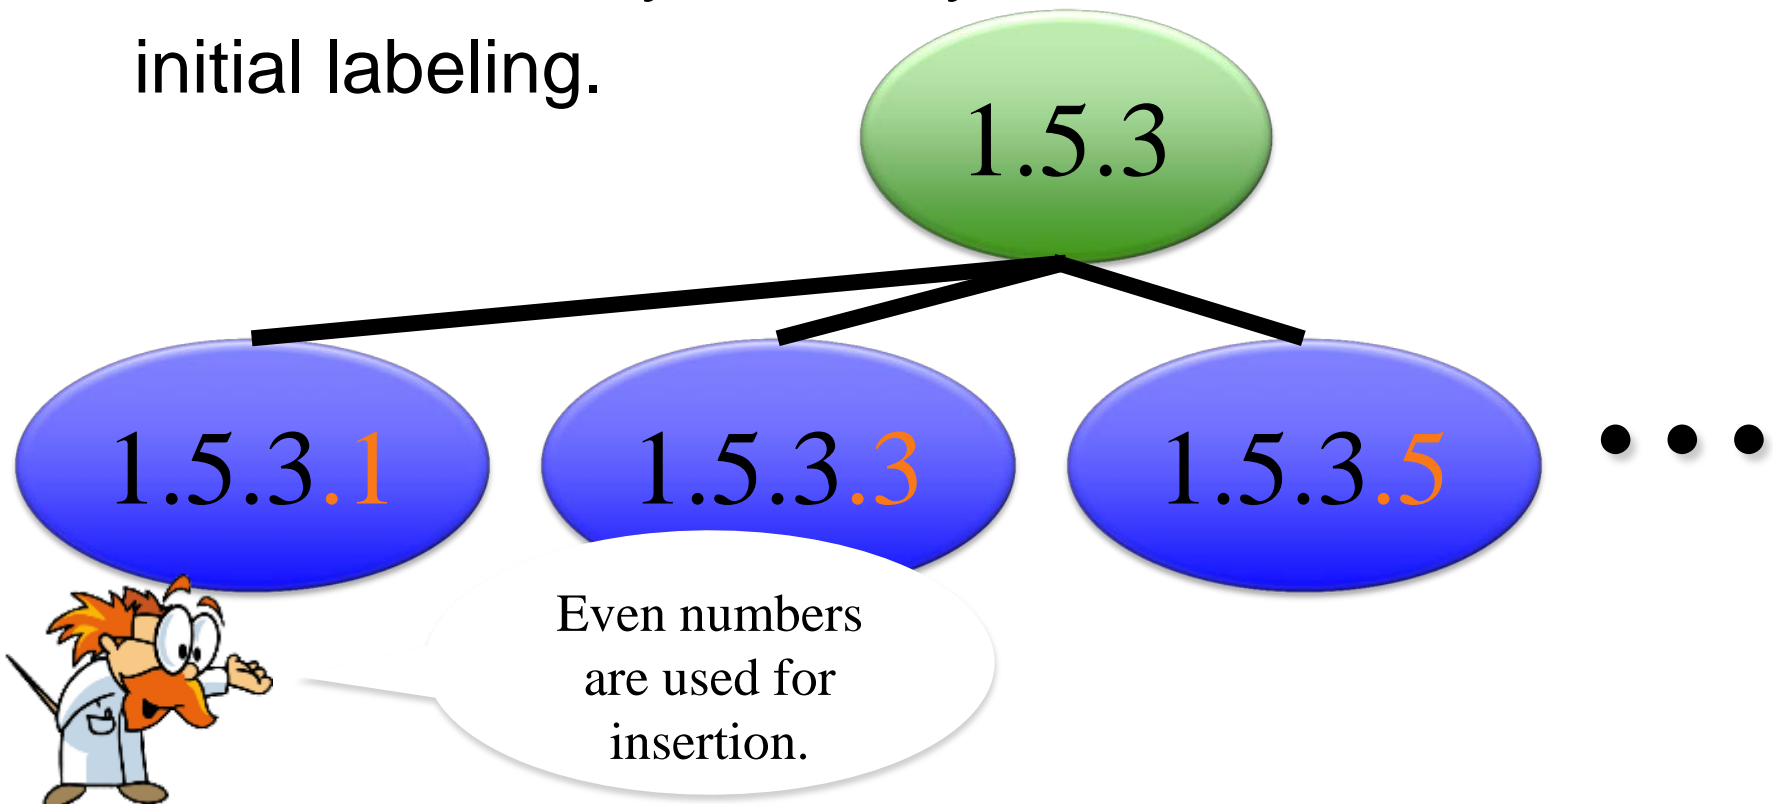 initial labeling.
1.5.3
1.5.3.1 1.5.3.3 1.5.3.5 •••
Even numbers
are used for
insertion.